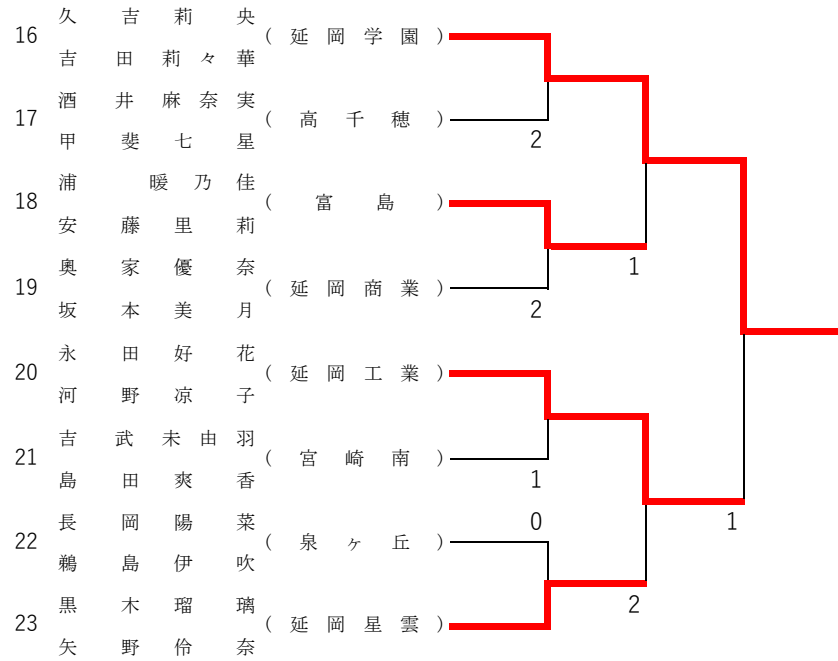 久吉莉央
16 (延岡学園)
吉田莉々華
酒井麻奈実
17 (高千穂)
2
甲斐七星
浦 暖乃佳
18 (富島)
安藤里莉
奥家優奈
1
19 (延岡商業)
2
坂本美月
永田好花
20 (延岡工業)
河野凉子
吉武未由羽
21 (宮崎南)
島田爽香
1
長岡陽菜
0
1
22 (泉ヶ丘)
鵜島伊吹
黒木瑠璃
2
23 (延岡星雲)
矢野伶奈